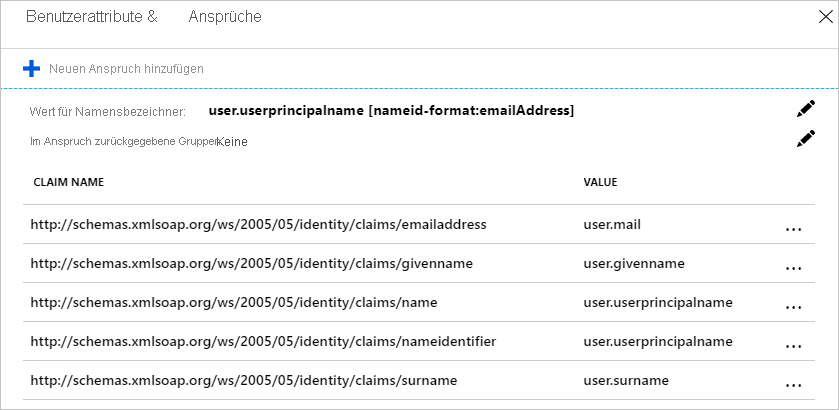 Benutzerattribute & Ansprüche
Neuen Anspruch hinzufügen
Wert für Namensbezeichner: user.userprincipalname [nameid-format:emailAddress]
Im Anspruch zurückgegebene Gruppen Keine
CLAIM NAME VALUE
http://schemas.xmlsoap.org/ws/2005/05/identity/claims/emailaddress user.mail ...
http://schemas.xmlsoap.org/ws/2005/05/identity/claims/givenname user.givenname ...
http://schemas.xmlsoap.org/ws/2005/05/identity/claims/name user.userprincipalname ...
http://schemas.xmlsoap.org/ws/2005/05/identity/claims/nameidentifier user.userprincipalname ...
http://schemas.xmlsoap.org/ws/2005/05/identity/claims/surname user.surname ...